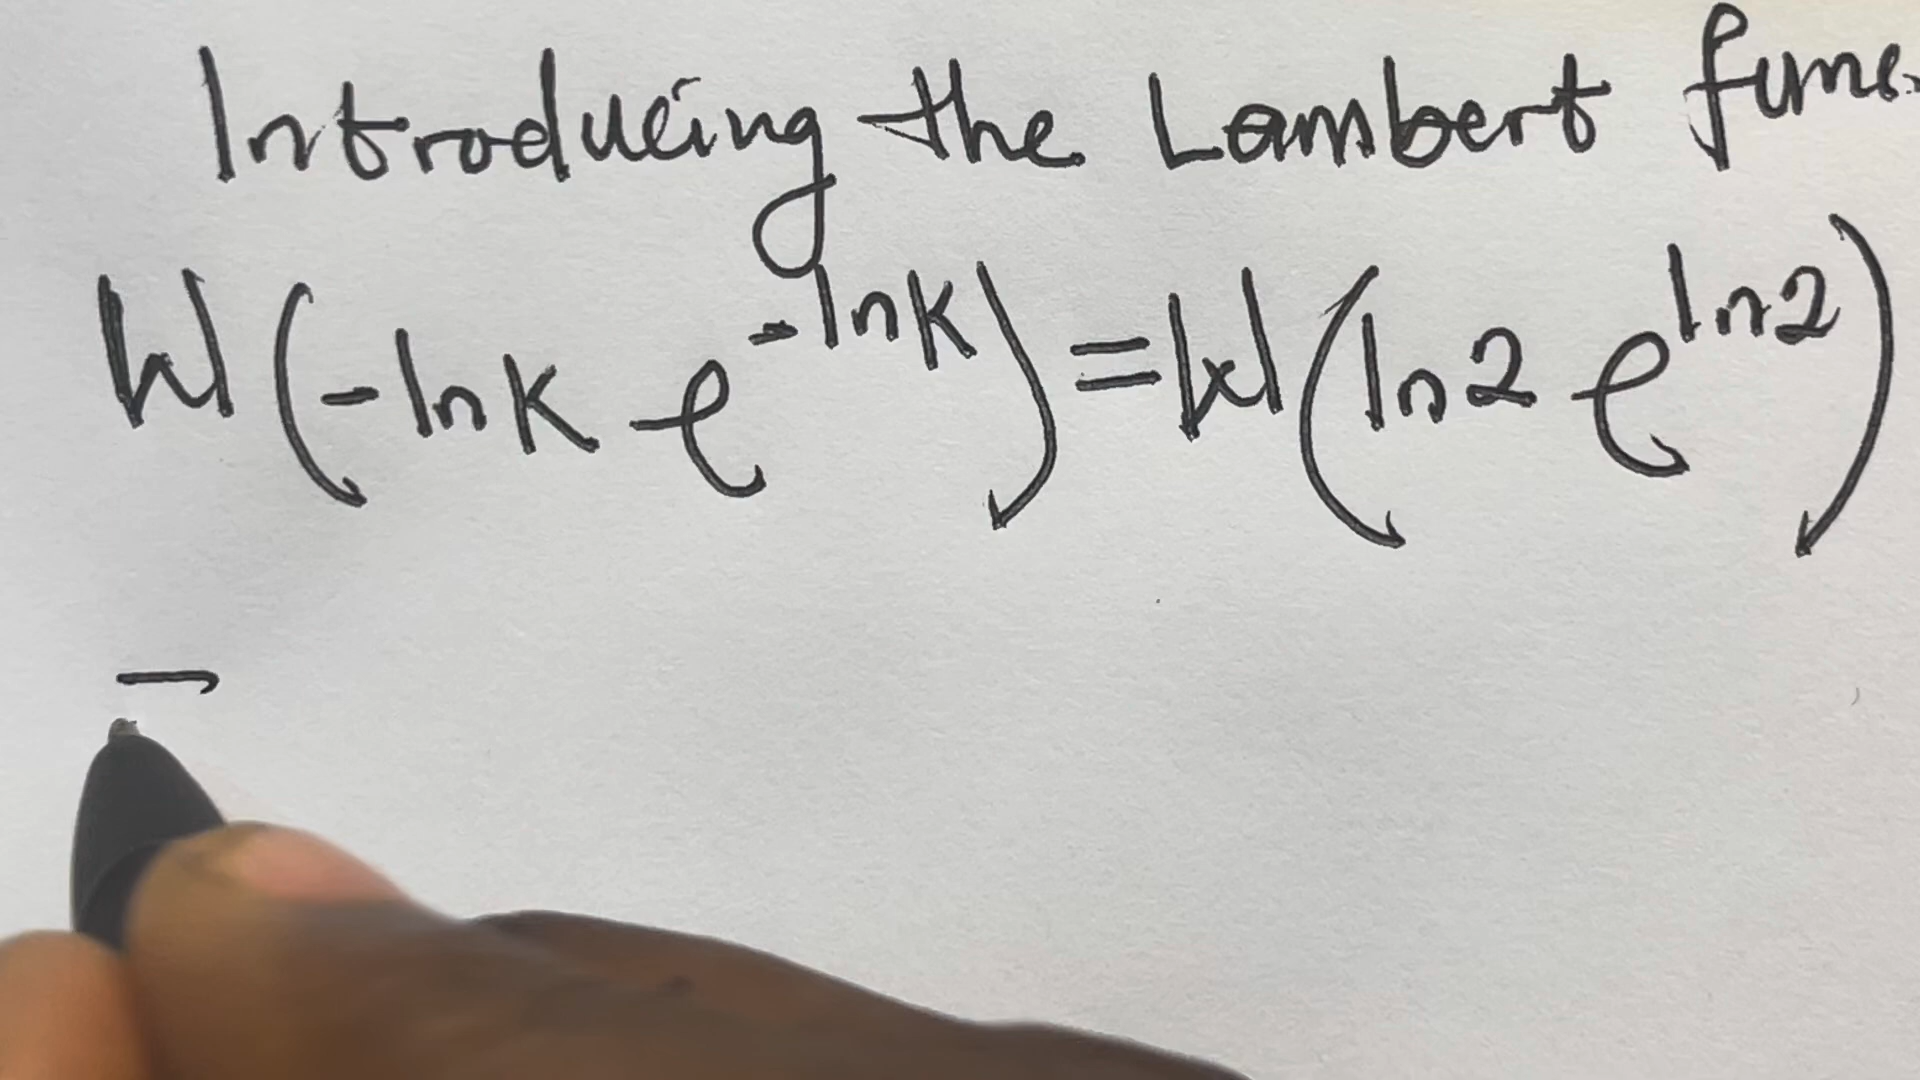 Introducing the Lambert func.
W(-lnK e^-lnK) = W(ln2 e^ln2)
-